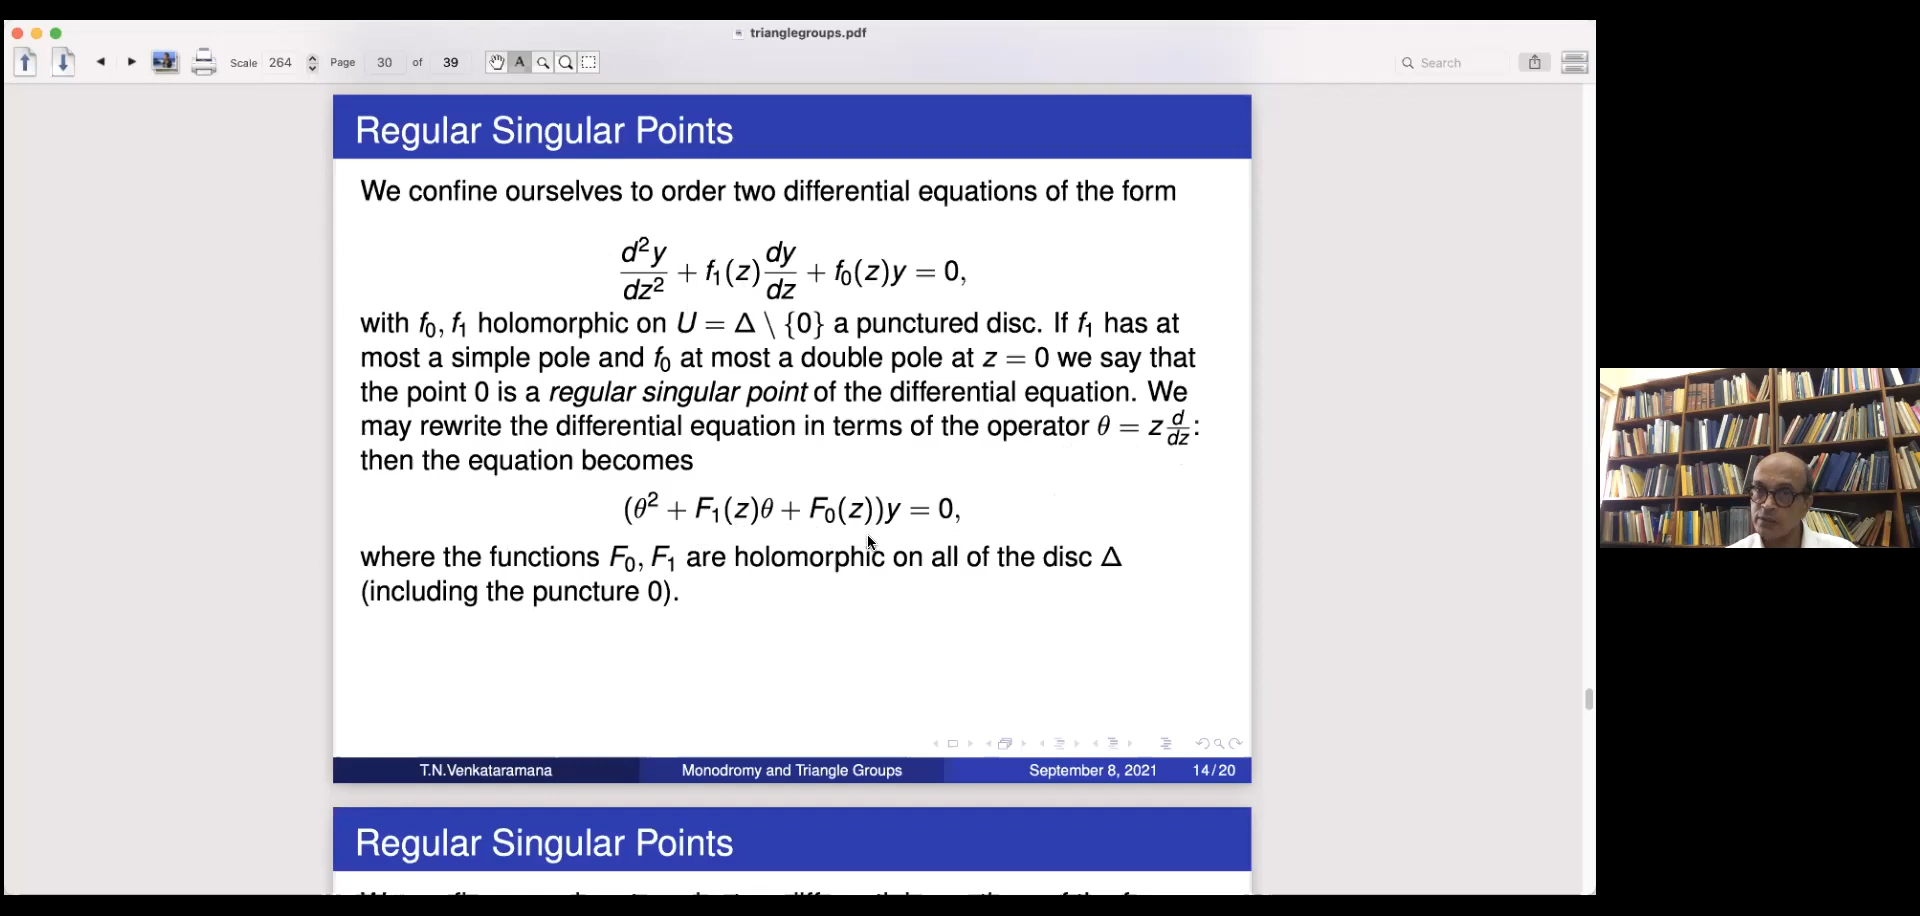 trianglegroups.pdf
Scale 264 Page 30 of 39 A Search
Regular Singular Points
We confine ourselves to order two differential equations of the form
d²y/dz² + f₁(z) dy/dz + f₀(z)y = 0,
with f₀, f₁ holomorphic on U = Δ \ {0} a punctured disc. If f₁ has at
most a simple pole and f₀ at most a double pole at z = 0 we say that
the point 0 is a regular singular point of the differential equation. We
may rewrite the differential equation in terms of the operator θ = z d/dz:
then the equation becomes
(θ² + F₁(z)θ + F₀(z))y = 0,
where the functions F₀, F₁ are holomorphic on all of the disc Δ
(including the puncture 0).
T.N.Venkataramana Monodromy and Triangle Groups September 8, 2021 14/20
Regular Singular Points